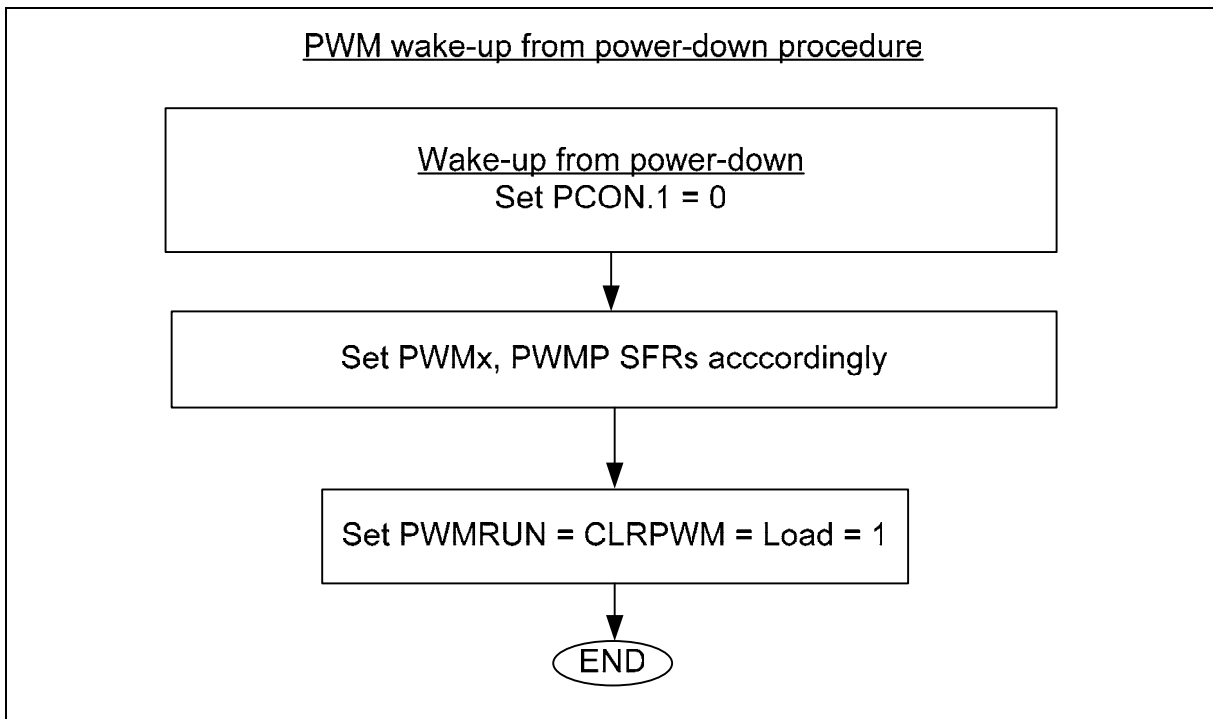 PWM wake-up from power-down procedure
Wake-up from power-down
Set PCON.1 = 0
Set PWMx, PWMP SFRs acccordingly
Set PWMRUN = CLRPWM = Load = 1
END